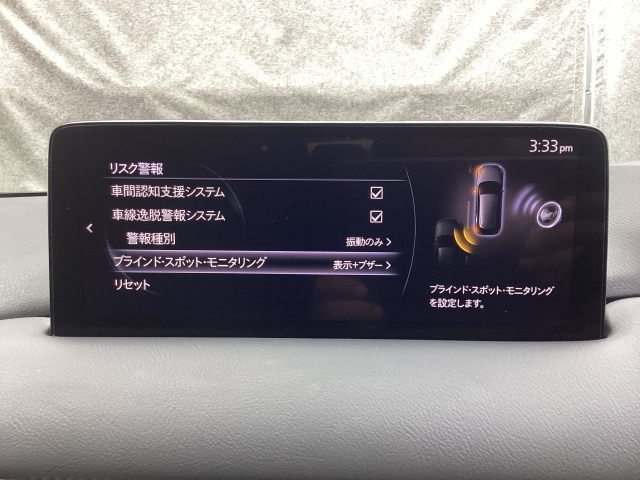 3:33pm
リスク警報
車間認知支援システム
車線逸脱警報システム
警報種別 振動のみ
ブラインド・スポット・モニタリング 表示+ブザー
リセット
ブラインド・スポット・モニタリング
を設定します。